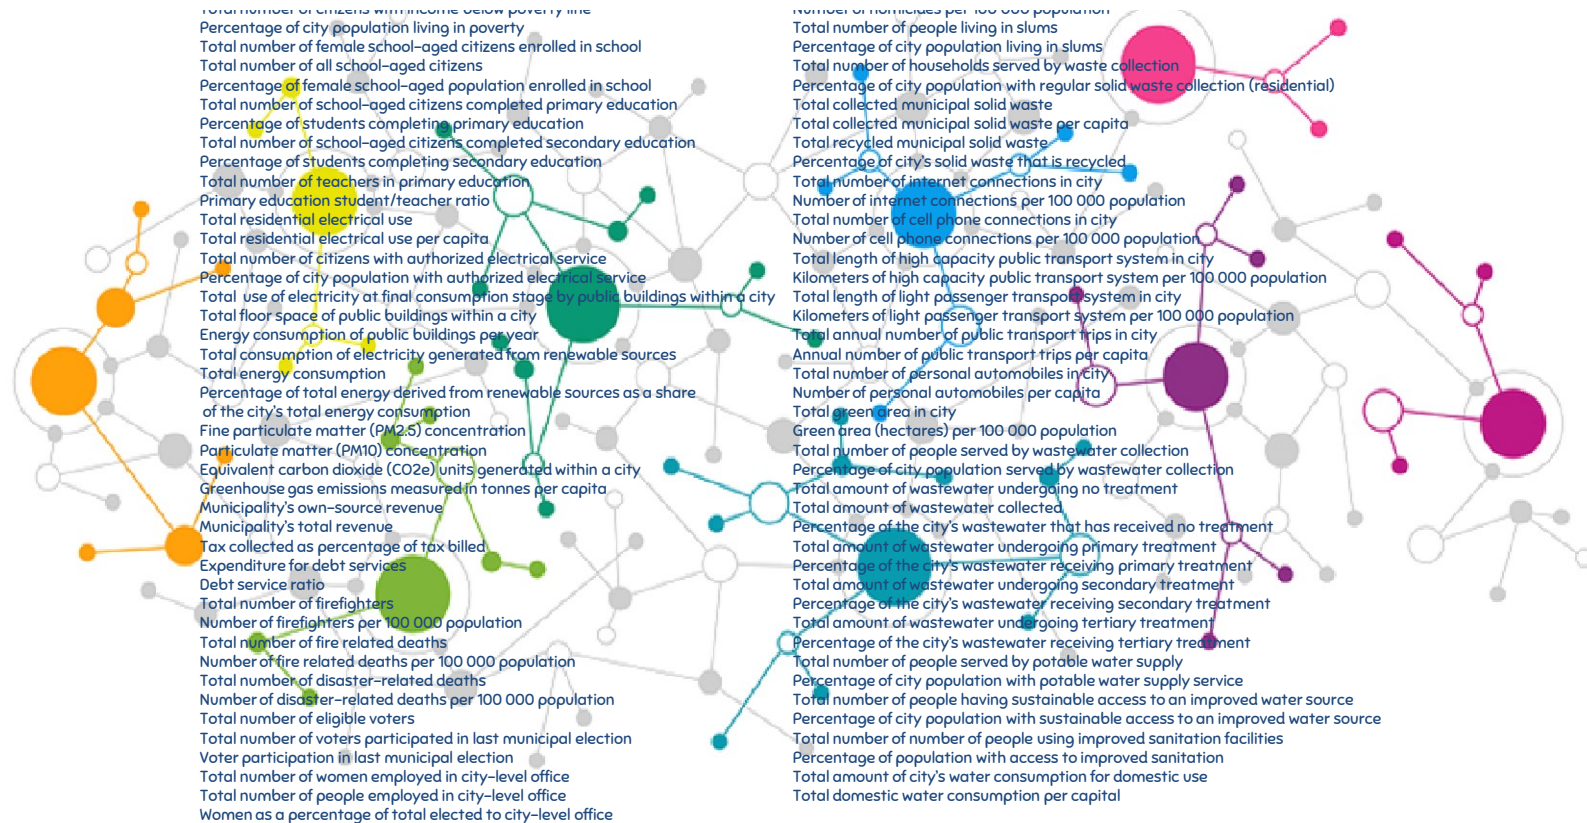 Total number of citizens with income below poverty line
Percentage of city population living in poverty
Total number of female school-aged citizens enrolled in school
Total number of all school-aged citizens
Percentage of female school-aged population enrolled in school
Total number of school-aged citizens completed primary education
Percentage of students completing primary education
Total number of school-aged citizens completed secondary education
Percentage of students completing secondary education
Total number of teachers in primary education
Primary education student/teacher ratio
Total residential electrical use
Total residential electrical use per capita
Total number of citizens with authorized electrical service
Percentage of city population with authorized electrical service
Total use of electricity at final consumption stage by public buildings within a city
Total floor space of public buildings within a city
Energy consumption of public buildings per year
Total consumption of electricity generated from renewable sources
Total energy consumption
Percentage of total energy derived from renewable sources as a share
of the city's total energy consumption
Fine particulate matter (PM2.5) concentration
Particulate matter (PM10) concentration
Equivalent carbon dioxide (CO2e) units generated within a city
Greenhouse gas emissions measured in tonnes per capita
Municipality's own-source revenue
Municipality's total revenue
Tax collected as percentage of tax billed
Expenditure for debt services
Debt service ratio
Total number of firefighters
Number of firefighters per 100 000 population
Total number of fire related deaths
Number of fire related deaths per 100 000 population
Total number of disaster-related deaths
Number of disaster-related deaths per 100 000 population
Total number of eligible voters
Total number of voters participated in last municipal election
Voter participation in last municipal election
Total number of women employed in city-level office
Total number of people employed in city-level office
Women as a percentage of total elected to city-level office
Number of homicides per 100 000 population
Total number of people living in slums
Percentage of city population living in slums
Total number of households served by waste collection
Percentage of city population with regular solid waste collection (residential)
Total collected municipal solid waste
Total collected municipal solid waste per capita
Total recycled municipal solid waste
Percentage of city's solid waste that is recycled
Total number of internet connections in city
Number of internet connections per 100 000 population
Total number of cell phone connections in city
Number of cell phone connections per 100 000 population
Total length of high capacity public transport system in city
Kilometers of high capacity public transport system per 100 000 population
Total length of light passenger transport system in city
Kilometers of light passenger transport system per 100 000 population
Total annual number of public transport trips in city
Annual number of public transport trips per capita
Total number of personal automobiles in city
Number of personal automobiles per capita
Total green area in city
Green area (hectares) per 100 000 population
Total number of people served by wastewater collection
Percentage of city population served by wastewater collection
Total amount of wastewater undergoing no treatment
Total amount of wastewater collected
Percentage of the city's wastewater that has received no treatment
Total amount of wastewater undergoing primary treatment
Percentage of the city's wastewater receiving primary treatment
Total amount of wastewater undergoing secondary treatment
Percentage of the city's wastewater receiving secondary treatment
Total amount of wastewater undergoing tertiary treatment
Percentage of the city's wastewater receiving tertiary treatment
Total number of people served by potable water supply
Percentage of city population with potable water supply service
Total number of people having sustainable access to an improved water source
Percentage of city population with sustainable access to an improved water source
Total number of number of people using improved sanitation facilities
Percentage of population with access to improved sanitation
Total amount of city's water consumption for domestic use
Total domestic water consumption per capital